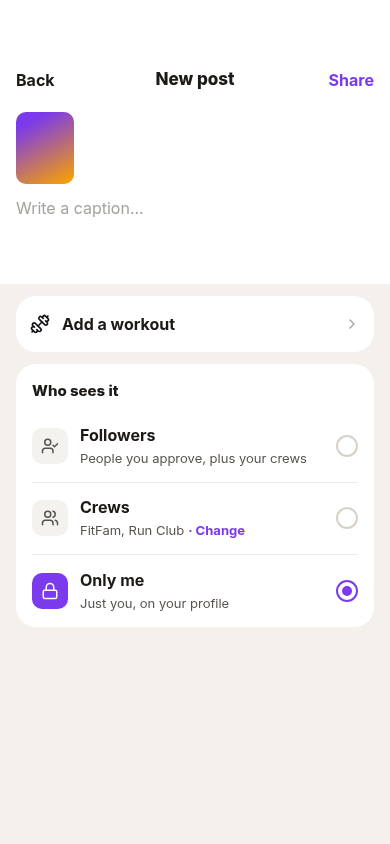 Back
New post
Share
Write a caption...
Add a workout
Who sees it
Followers
People you approve, plus your crews
Crews
FitFam, Run Club · Change
Only me
Just you, on your profile